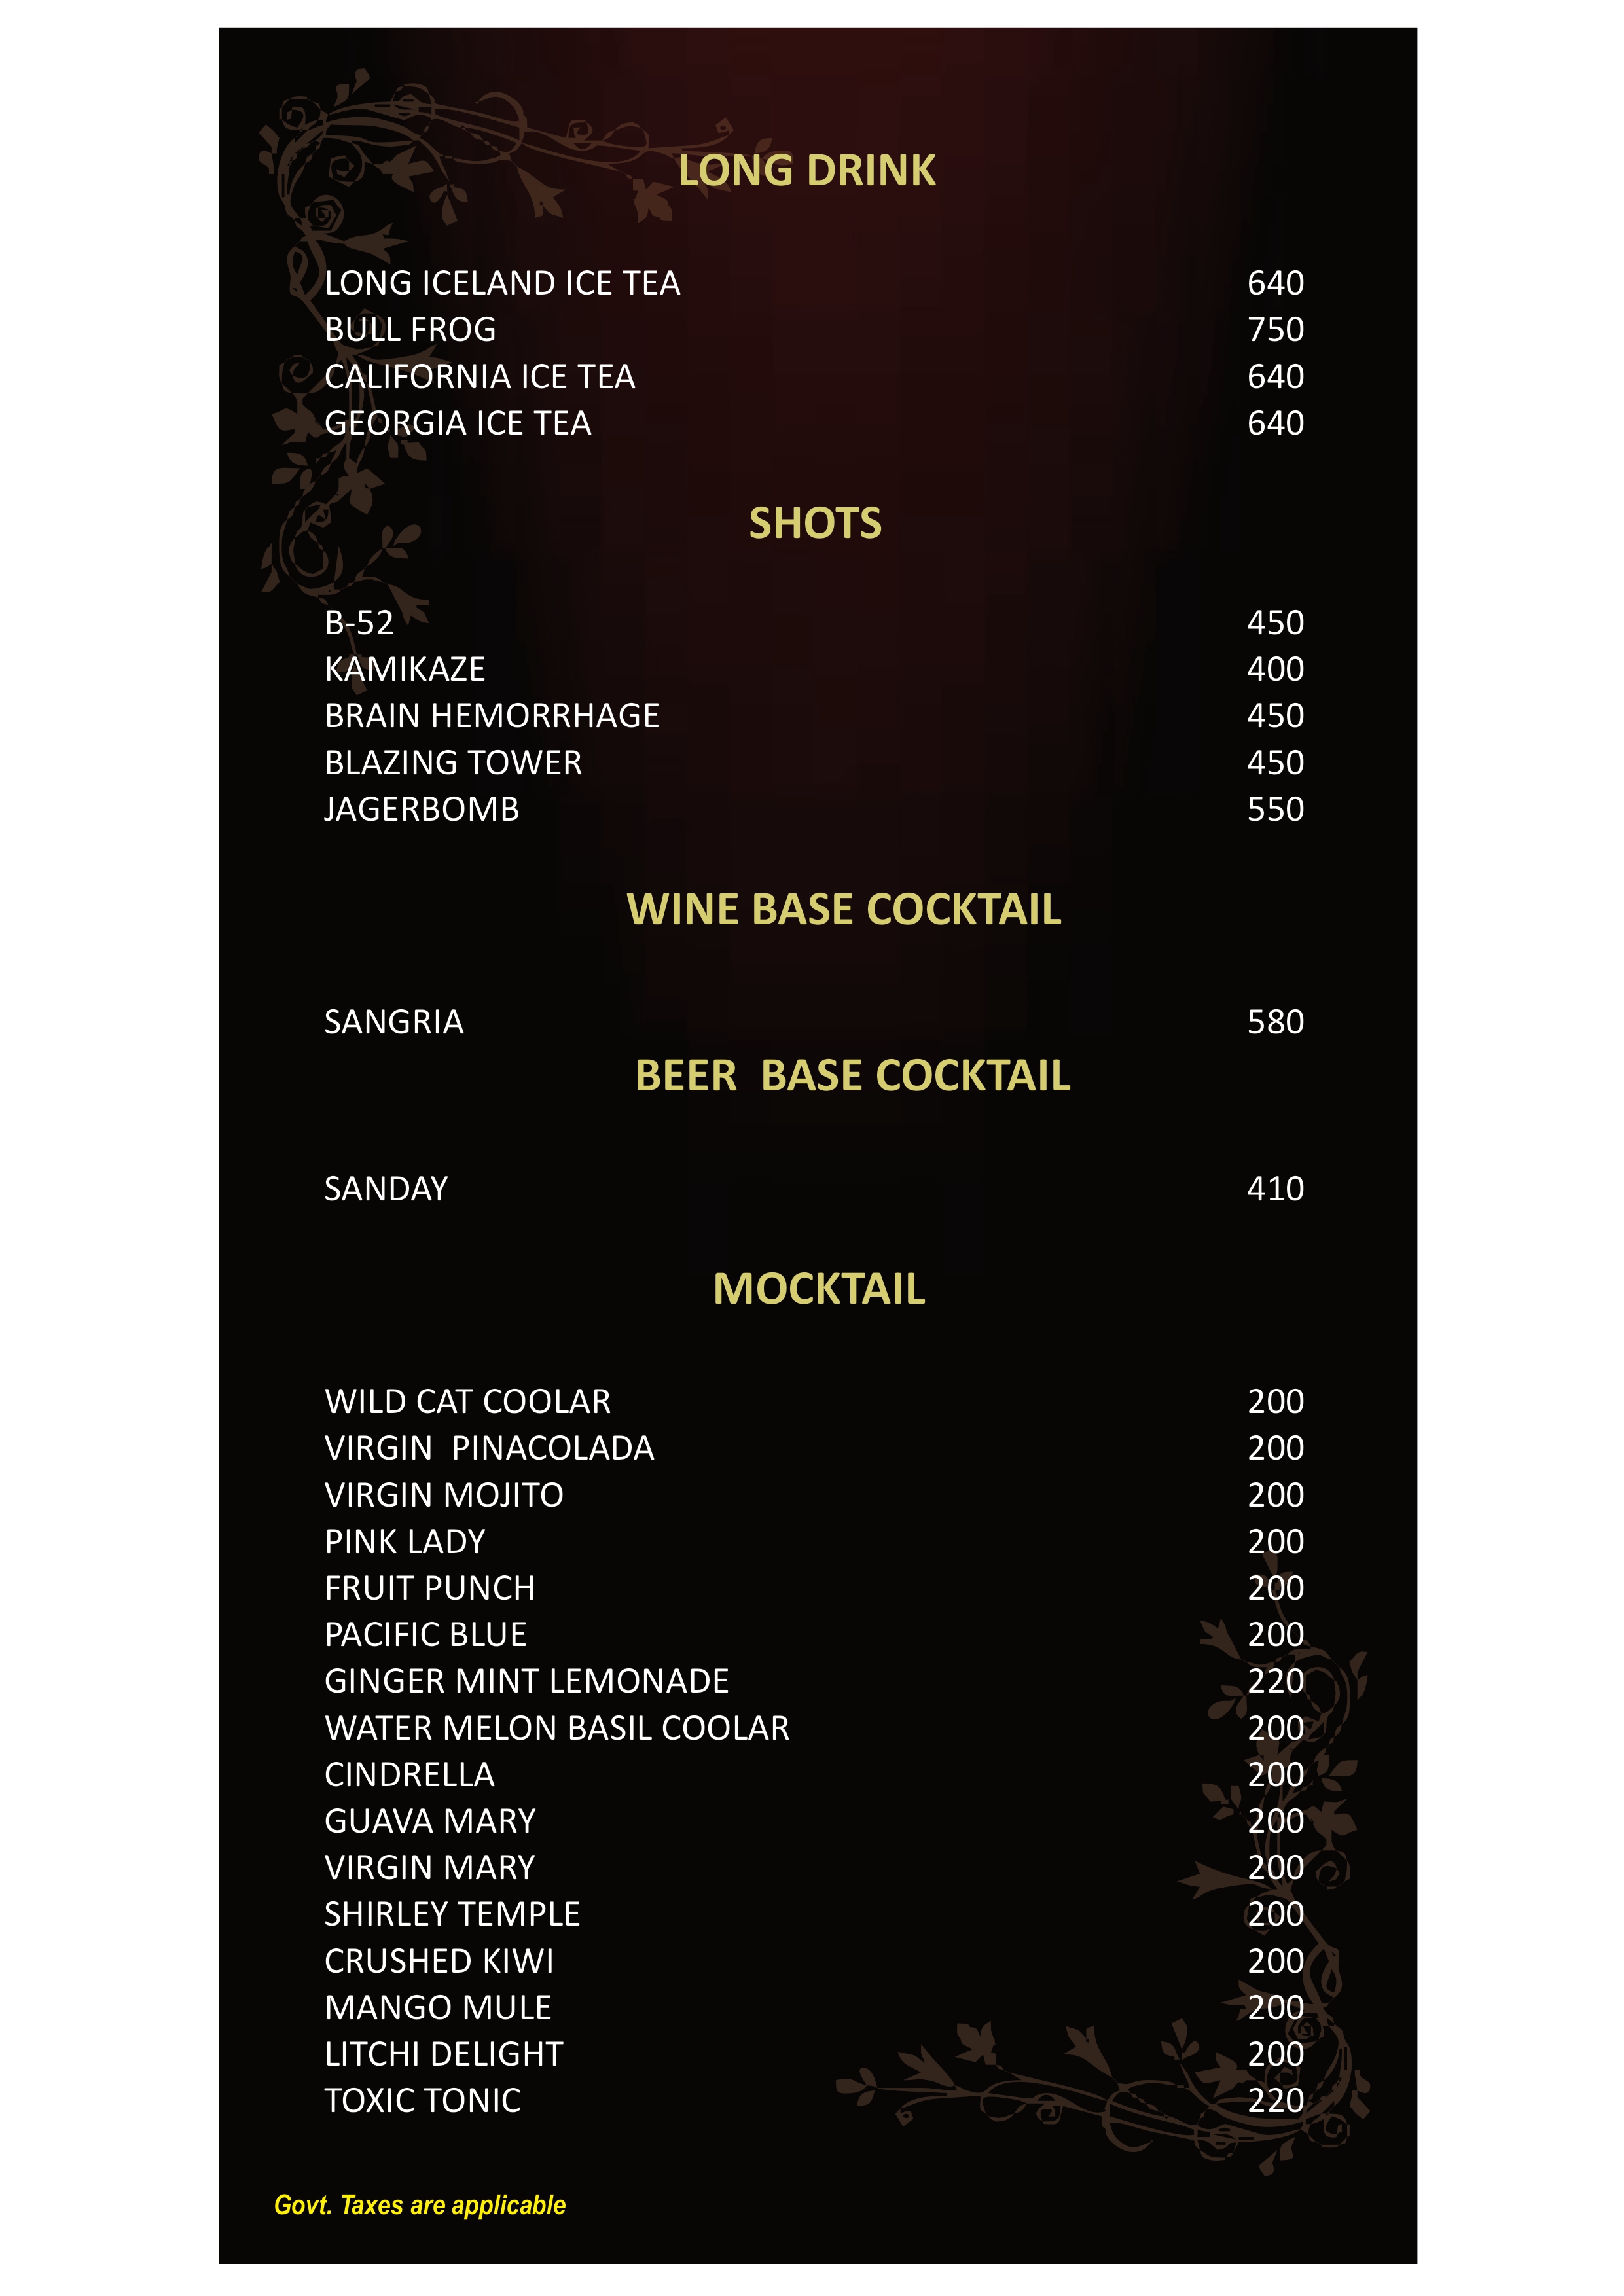 LONG DRINK
LONG ICELAND ICE TEA 640
BULL FROG 750
CALIFORNIA ICE TEA 640
GEORGIA ICE TEA 640
SHOTS
B-52 450
KAMIKAZE 400
BRAIN HEMORRHAGE 450
BLAZING TOWER 450
JAGERBOMB 550
WINE BASE COCKTAIL
SANGRIA 580
BEER  BASE COCKTAIL
SANDAY 410
MOCKTAIL
WILD CAT COOLAR 200
VIRGIN  PINACOLADA 200
VIRGIN MOJITO 200
PINK LADY 200
FRUIT PUNCH 200
PACIFIC BLUE 200
GINGER MINT LEMONADE 220
WATER MELON BASIL COOLAR 200
CINDRELLA 200
GUAVA MARY 200
VIRGIN MARY 200
SHIRLEY TEMPLE 200
CRUSHED KIWI 200
MANGO MULE 200
LITCHI DELIGHT 200
TOXIC TONIC 220
Govt. Taxes are applicable